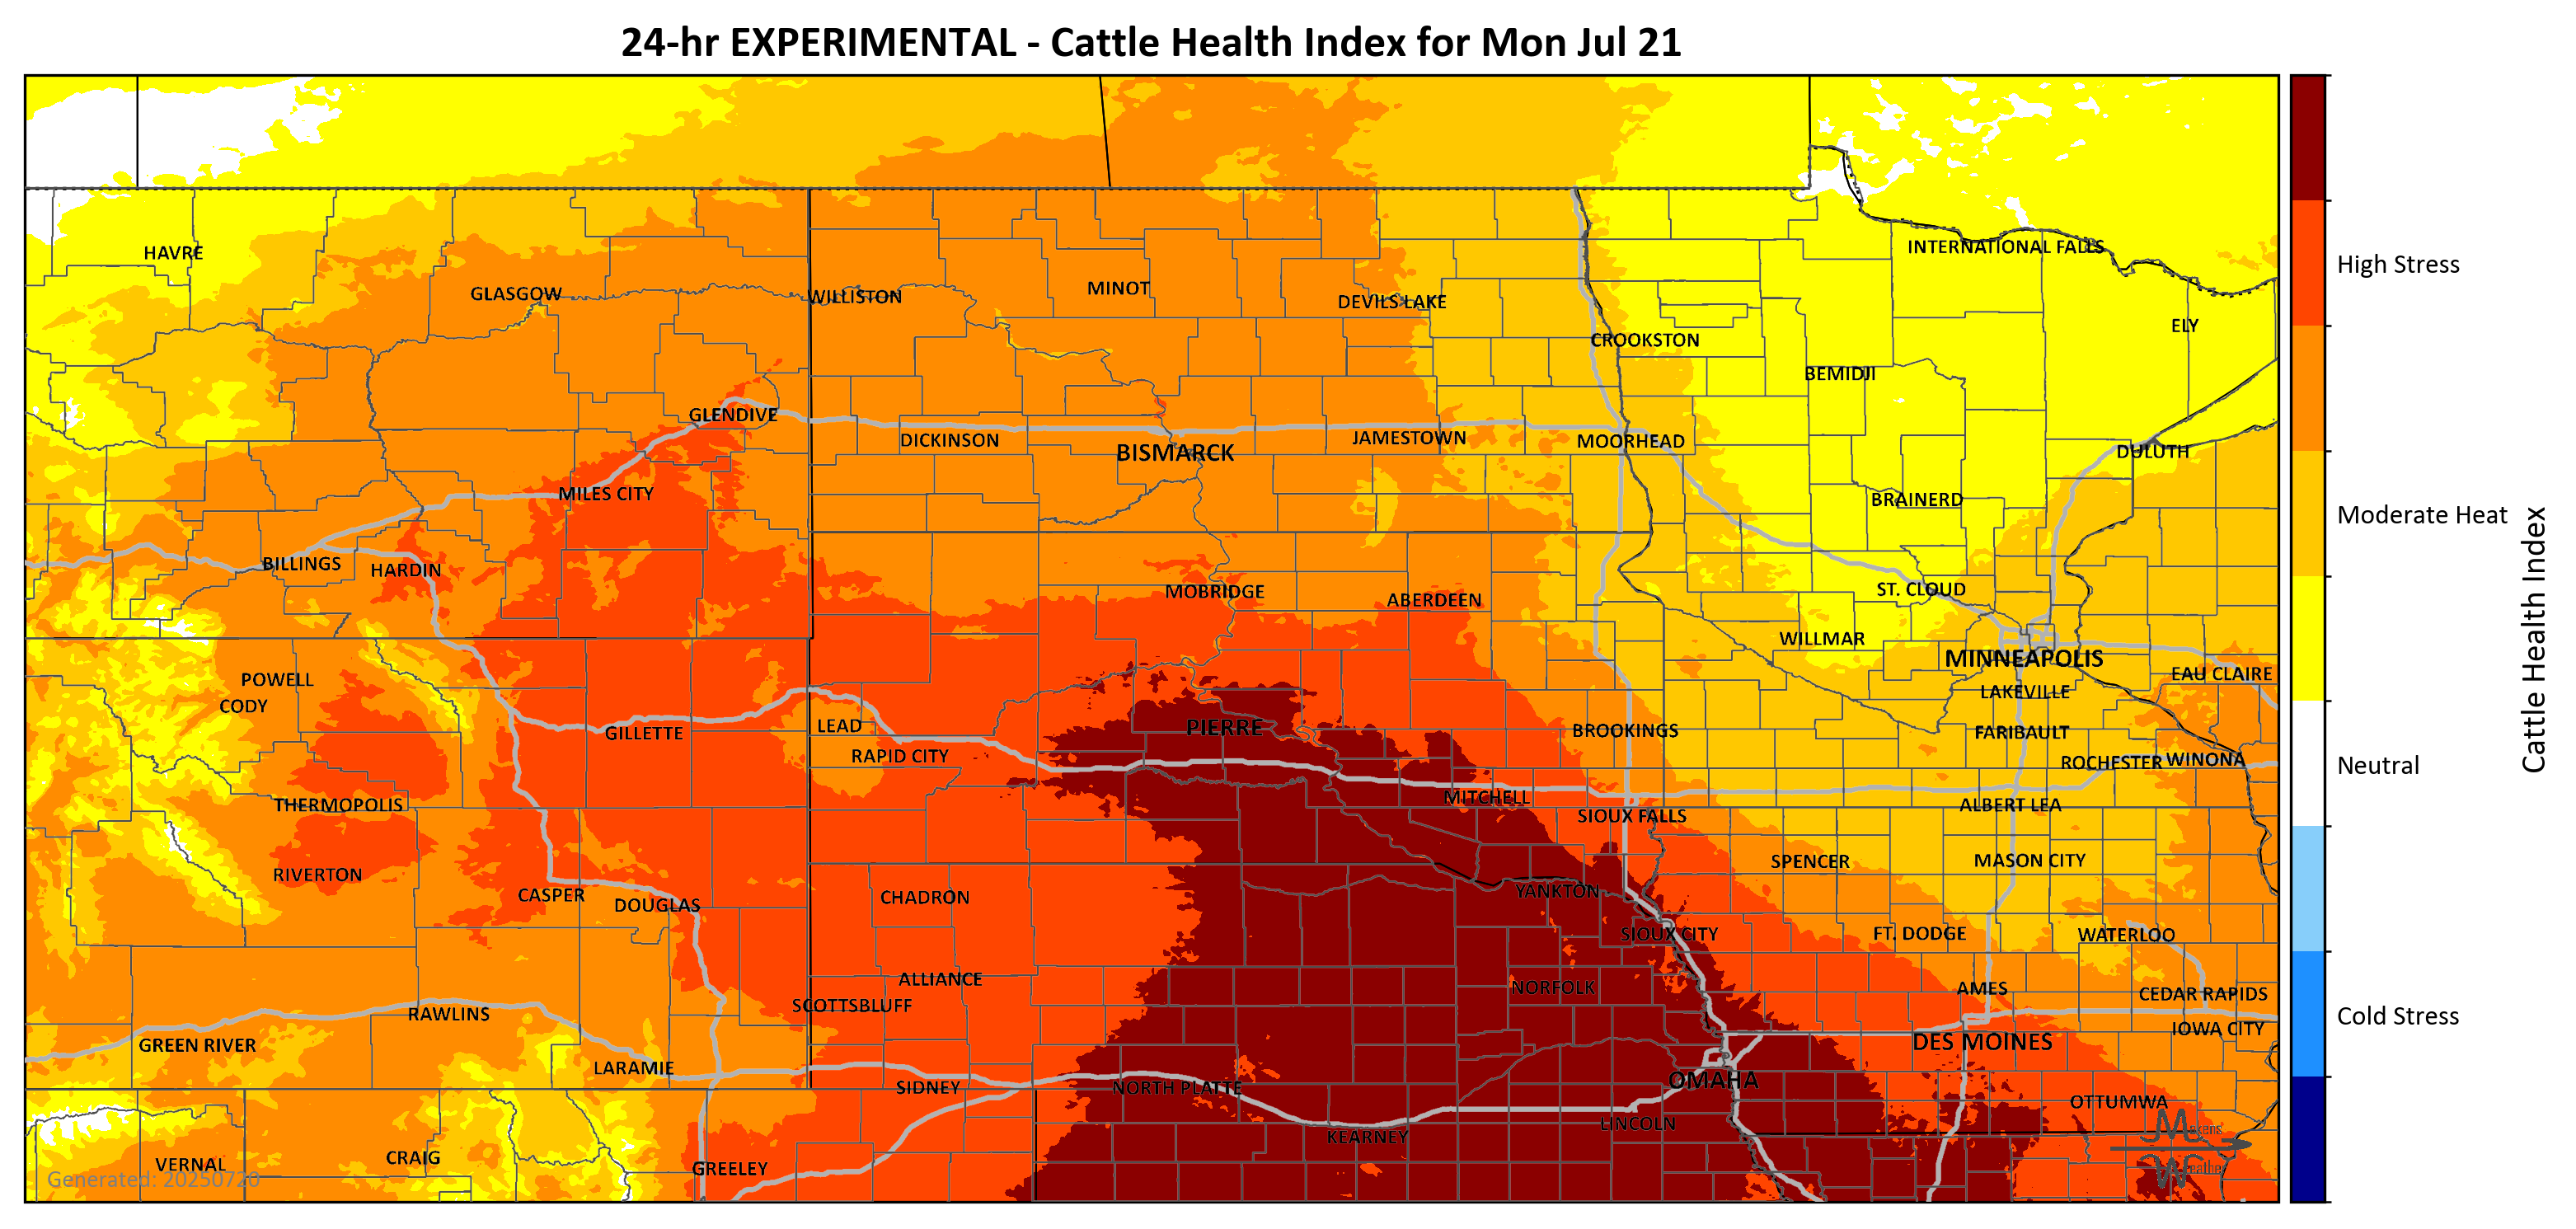 24-hr EXPERIMENTAL - Cattle Health Index for Mon Jul 21
HAVRE
INTERNATIONAL FALLS
High Stress
GLASGOW
WILLISTON
MINOT
DEVILS LAKE
ELY
CROOKSTON
BEMIDJI
GLENDIVE
DICKINSON
BISMARCK
JAMESTOWN
MOORHEAD
DULUTH
MILES CITY
BRAINERD
Moderate Heat
BILLINGS
HARDIN
MOBRIDGE
ABERDEEN
ST. CLOUD
WILLMAR
MINNEAPOLIS
Cattle Health Index
POWELL
EAU CLAIRE
CODY
LAKEVILLE
GILLETTE
LEAD
PIERRE
BROOKINGS
FARIBAULT
RAPID CITY
ROCHESTER
WINONA
Neutral
THERMOPOLIS
MITCHELL
ALBERT LEA
SIOUX FALLS
RIVERTON
SPENCER
MASON CITY
CASPER
DOUGLAS
CHADRON
YANKTON
SIOUX CITY
FT. DODGE
WATERLOO
ALLIANCE
NORFOLK
AMES
CEDAR RAPIDS
SCOTTSBLUFF
RAWLINS
Cold Stress
GREEN RIVER
DES MOINES
IOWA CITY
LARAMIE
SIDNEY
NORTH PLATTE
OMAHA
OTTUMWA
LINCOLN
KEARNEY
Makens
Weather
VERNAL
CRAIG
GREELEY
Generated: 20250720